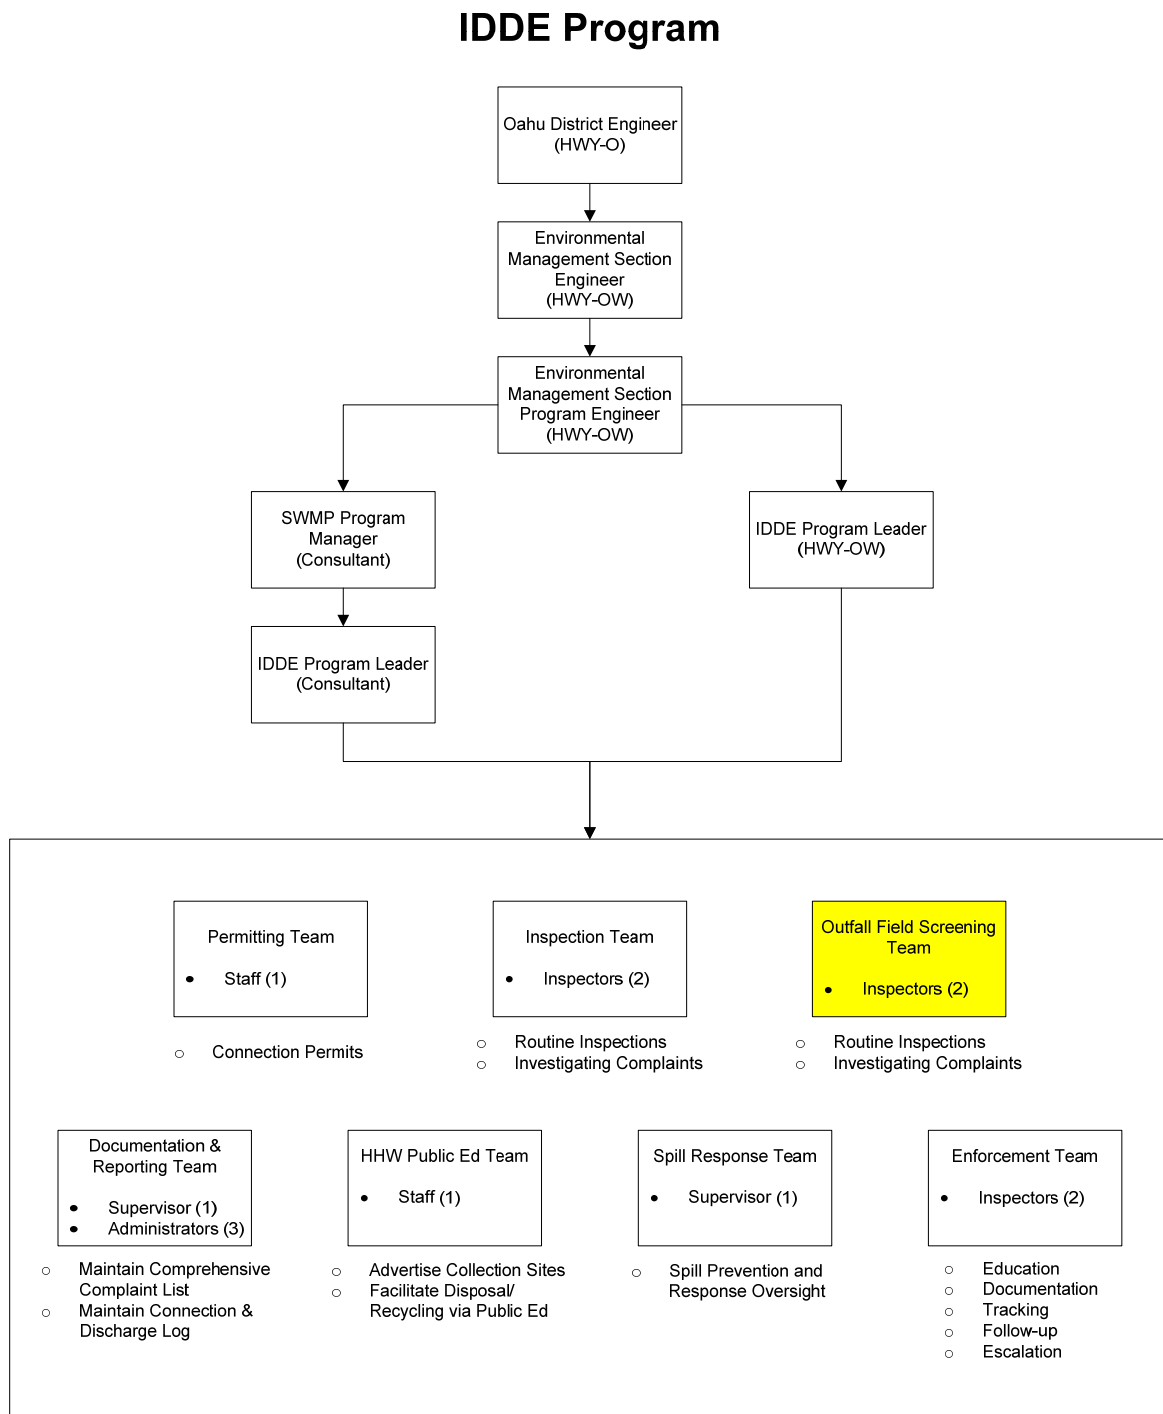 IDDE Program
Oahu District Engineer
(HWY-O)
Environmental
Management Section
Engineer
(HWY-OW)
Environmental
Management Section
Program Engineer
(HWY-OW)
SWMP Program
Manager
(Consultant)
IDDE Program Leader
(HWY-OW)
IDDE Program Leader
(Consultant)
Permitting Team
• Staff (1)
○ Connection Permits
Inspection Team
• Inspectors (2)
○ Routine Inspections
○ Investigating Complaints
Outfall Field Screening
Team
• Inspectors (2)
○ Routine Inspections
○ Investigating Complaints
Documentation &
Reporting Team
• Supervisor (1)
• Administrators (3)
○ Maintain Comprehensive
Complaint List
○ Maintain Connection &
Discharge Log
HHW Public Ed Team
• Staff (1)
○ Advertise Collection Sites
○ Facilitate Disposal/
Recycling via Public Ed
Spill Response Team
• Supervisor (1)
○ Spill Prevention and
Response Oversight
Enforcement Team
• Inspectors (2)
○ Education
○ Documentation
○ Tracking
○ Follow-up
○ Escalation